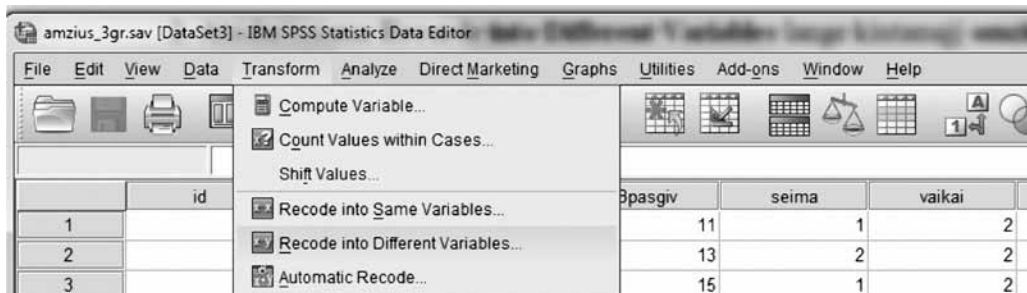 amzius_3gr.sav [DataSet3] - IBM SPSS Statistics Data Editor
File Edit View Data Transform Analyze Direct Marketing Graphs Utilities Add-ons Window Help
Compute Variable...
Count Values within Cases...
Shift Values...
Recode into Same Variables...
Recode into Different Variables...
Automatic Recode...
id pasgiv seima vaikai
1 11 1 2
2 13 2 2
3 15 1 2